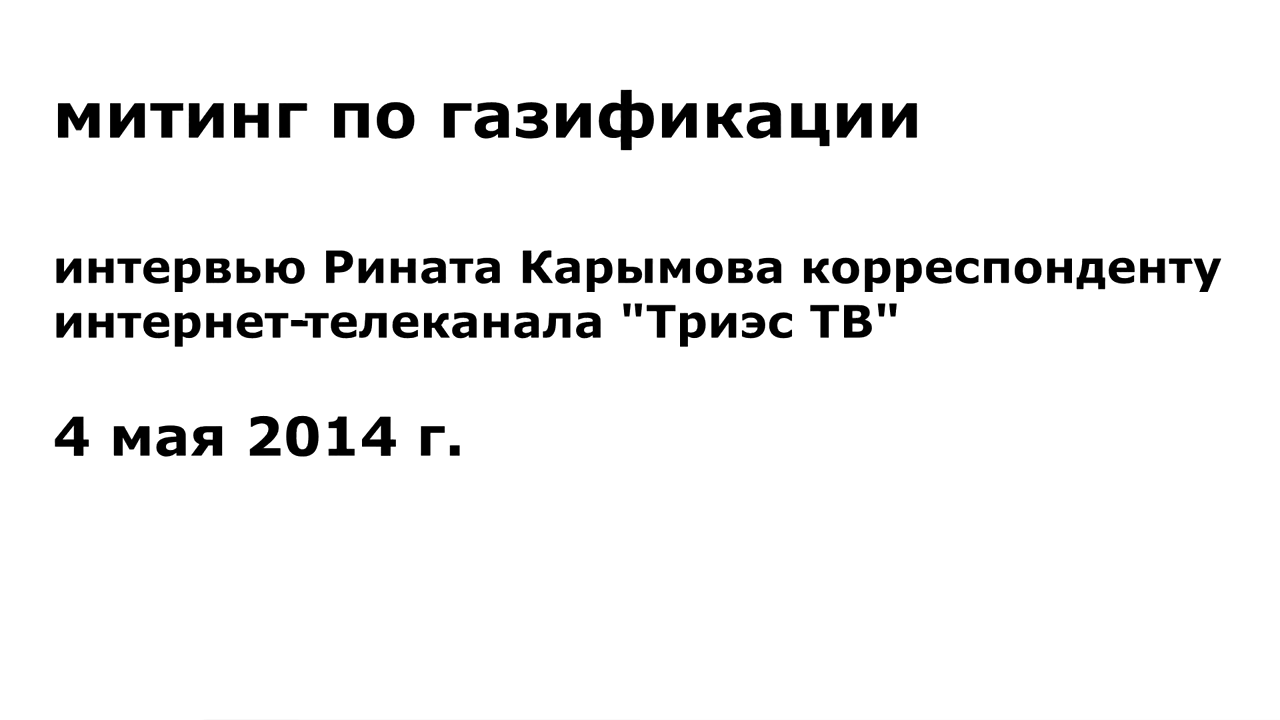 митинг по газификации
интервью Рината Карымова корреспонденту
интернет-телеканала "Триэс ТВ"
4 мая 2014 г.